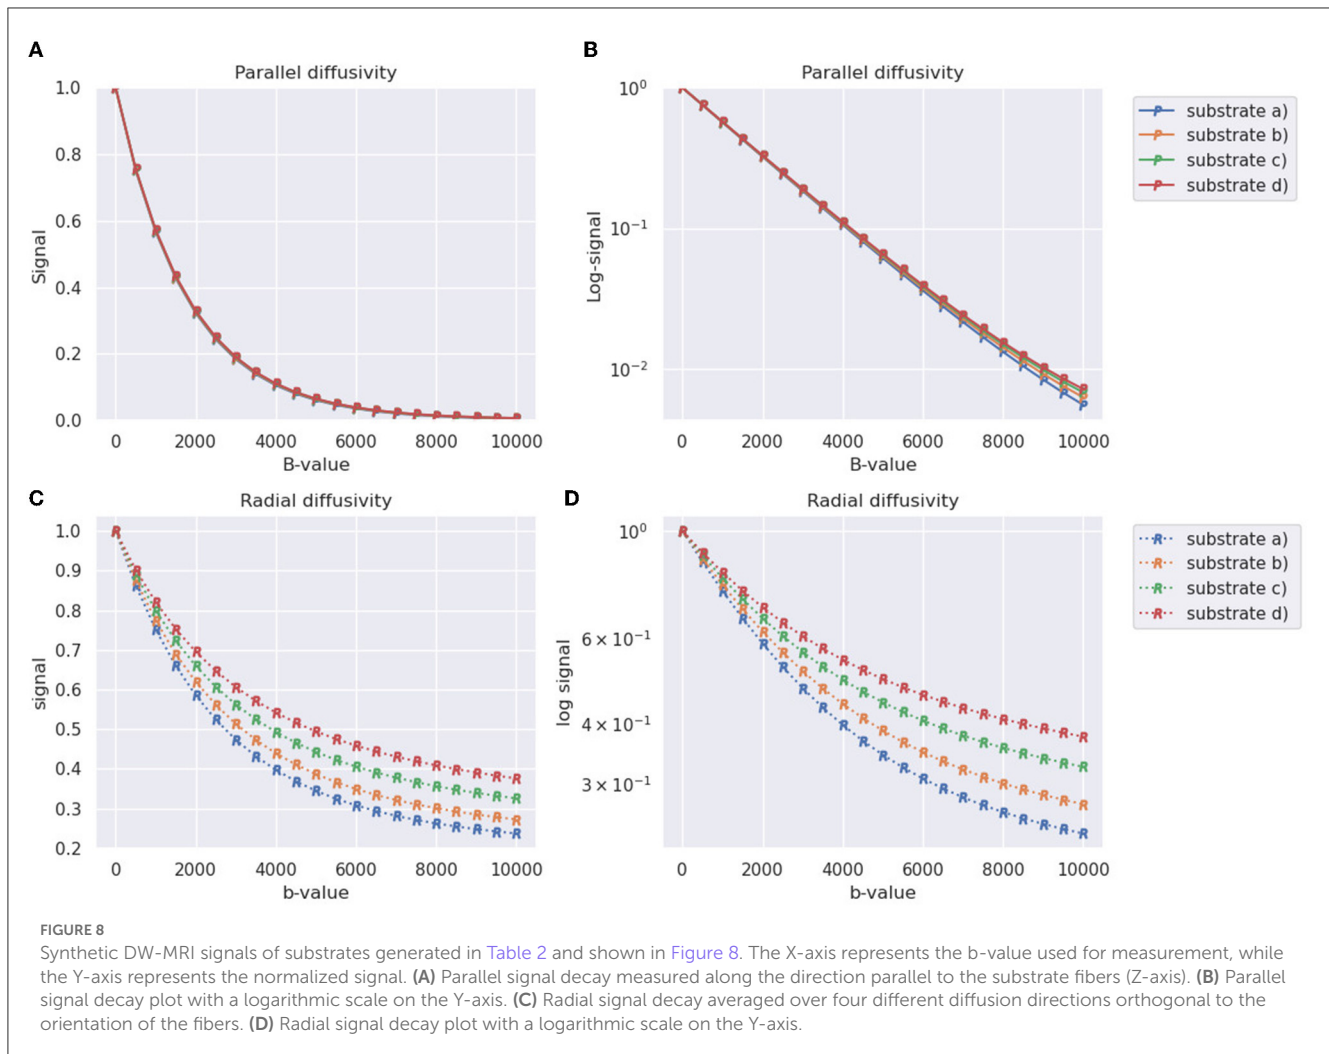 A
Parallel diffusivity
1.0
0.8
0.6
0.4
0.2
0.0
Signal
0 2000 4000 6000 8000 10000
B-value
B
Parallel diffusivity
10^0
10^-1
10^-2
Log-signal
0 2000 4000 6000 8000 10000
B-value
P substrate a)
P substrate b)
P substrate c)
P substrate d)
C
Radial diffusivity
1.0
0.9
0.8
0.7
0.6
0.5
0.4
0.3
0.2
signal
0 2000 4000 6000 8000 10000
b-value
D
Radial diffusivity
10^0
6 × 10^-1
4 × 10^-1
3 × 10^-1
log signal
0 2000 4000 6000 8000 10000
b-value
R substrate a)
R substrate b)
R substrate c)
R substrate d)
FIGURE 8
Synthetic DW-MRI signals of substrates generated in Table 2 and shown in Figure 8. The X-axis represents the b-value used for measurement, while
the Y-axis represents the normalized signal. (A) Parallel signal decay measured along the direction parallel to the substrate fibers (Z-axis). (B) Parallel
signal decay plot with a logarithmic scale on the Y-axis. (C) Radial signal decay averaged over four different diffusion directions orthogonal to the
orientation of the fibers. (D) Radial signal decay plot with a logarithmic scale on the Y-axis.